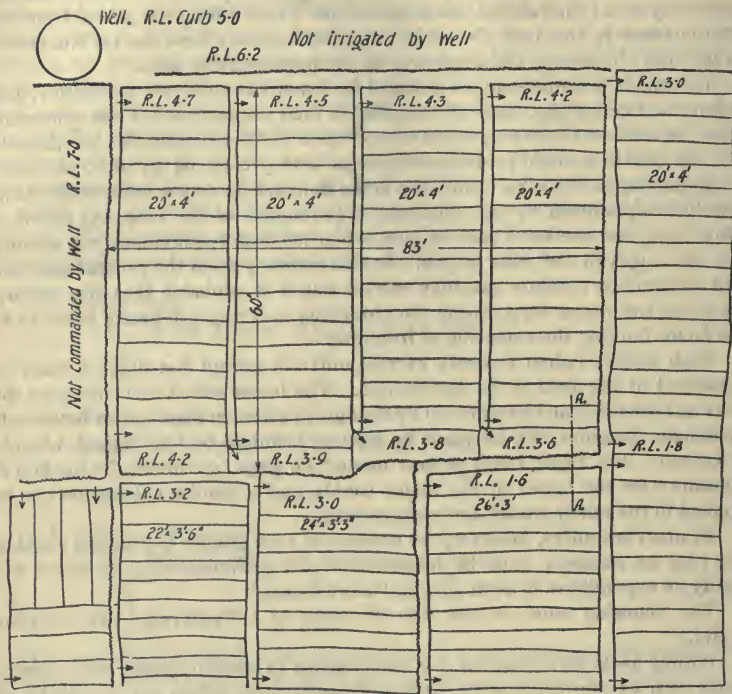 Well. R.L. Curb 5·0
Not irrigated by Well
R.L. 6·2
R.L. 3·0
R.L. 4·7
R.L. 4·5
R.L. 4·3
R.L. 4·2
Not commanded by Well R.L. 7·0
20' × 4'
20' × 4'
20' × 4'
20' × 4'
20' × 4'
83'
60'
A.
R.L. 4·2
R.L. 3·9
R.L. 3·8
R.L. 3·6
R.L. 1·8
R.L. 3·2
R.L. 3·0
R.L. 1·6
22' × 3'.6"
24' × 3'·3"
26' × 3'
A.